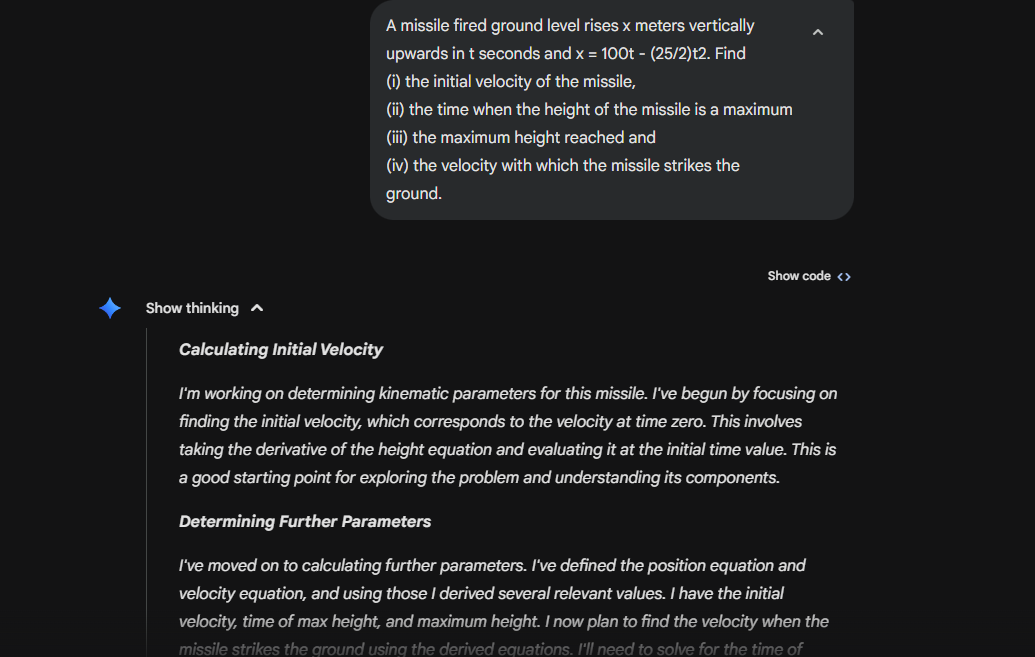 A missile fired ground level rises x meters vertically
upwards in t seconds and x = 100t - (25/2)t2. Find
(i) the initial velocity of the missile,
(ii) the time when the height of the missile is a maximum
(iii) the maximum height reached and
(iv) the velocity with which the missile strikes the
ground.
Show code <>
Show thinking
Calculating Initial Velocity
I'm working on determining kinematic parameters for this missile. I've begun by focusing on
finding the initial velocity, which corresponds to the velocity at time zero. This involves
taking the derivative of the height equation and evaluating it at the initial time value. This is
a good starting point for exploring the problem and understanding its components.
Determining Further Parameters
I've moved on to calculating further parameters. I've defined the position equation and
velocity equation, and using those I derived several relevant values. I have the initial
velocity, time of max height, and maximum height. I now plan to find the velocity when the
missile strikes the ground using the derived equations. I'll need to solve for the time of